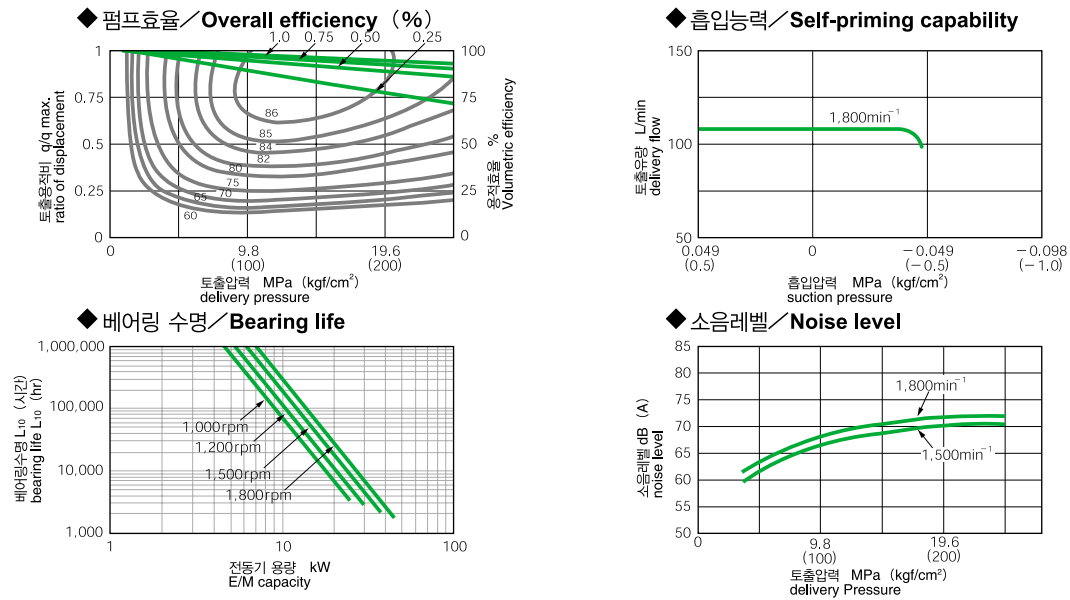 ◆ 펌프효율／Overall efficiency (%)
1.0 0.75 0.50 0.25
1
0.75
0.5
0.25
0
토출용적비 q/q max.
ratio of displacement
86
85
84
82
80
75
70
65
60
100
75
50
25
0
용적효율 %
Volumetric efficiency
0 9.8 19.6
(100) (200)
토출압력 MPa (kgf/cm²)
delivery pressure
◆ 흡입능력／Self-priming capability
150
100
50
토출유량 L/min
delivery flow
1,800min⁻¹
0.049 0 －0.049 －0.098
(0.5) (－0.5) (－1.0)
흡입압력 MPa (kgf/cm²)
suction pressure
◆ 베어링 수명／Bearing life
1,000,000
100,000
10,000
1,000
베어링수명 L₁₀ (시간)
bearing life L₁₀ (hr)
1,000rpm
1,200rpm
1,500rpm
1,800rpm
1 10 100
전동기 용량 kW
E/M capacity
◆ 소음레벨／Noise level
85
80
75
70
65
60
55
50
소음레벨 dB (A)
noise level
1,800min⁻¹
1,500min⁻¹
0 9.8 19.6
(100) (200)
토출압력 MPa (kgf/cm²)
delivery Pressure